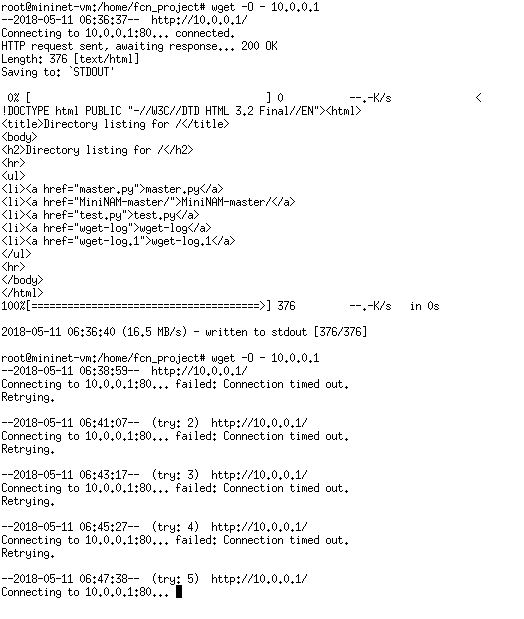 root@mininet-vm:/home/fcn_project# wget -O - 10.0.0.1
--2018-05-11 06:36:37--  http://10.0.0.1/
Connecting to 10.0.0.1:80... connected.
HTTP request sent, awaiting response... 200 OK
Length: 376 [text/html]
Saving to: `STDOUT'

 0% [                                       ] 0           --.-K/s              <
!DOCTYPE html PUBLIC "-//W3C//DTD HTML 3.2 Final//EN"><html>
<title>Directory listing for /</title>
<body>
<h2>Directory listing for /</h2>
<hr>
<ul>
<li><a href="master.py">master.py</a>
<li><a href="MiniNAM-master/">MiniNAM-master/</a>
<li><a href="test.py">test.py</a>
<li><a href="wget-log">wget-log</a>
<li><a href="wget-log.1">wget-log.1</a>
</ul>
<hr>
</body>
</html>
100%[======================================>] 376         --.-K/s   in 0s

2018-05-11 06:36:40 (16.5 MB/s) - written to stdout [376/376]

root@mininet-vm:/home/fcn_project# wget -O - 10.0.0.1
--2018-05-11 06:38:59--  http://10.0.0.1/
Connecting to 10.0.0.1:80... failed: Connection timed out.
Retrying.

--2018-05-11 06:41:07--  (try: 2)  http://10.0.0.1/
Connecting to 10.0.0.1:80... failed: Connection timed out.
Retrying.

--2018-05-11 06:43:17--  (try: 3)  http://10.0.0.1/
Connecting to 10.0.0.1:80... failed: Connection timed out.
Retrying.

--2018-05-11 06:45:27--  (try: 4)  http://10.0.0.1/
Connecting to 10.0.0.1:80... failed: Connection timed out.
Retrying.

--2018-05-11 06:47:38--  (try: 5)  http://10.0.0.1/
Connecting to 10.0.0.1:80...